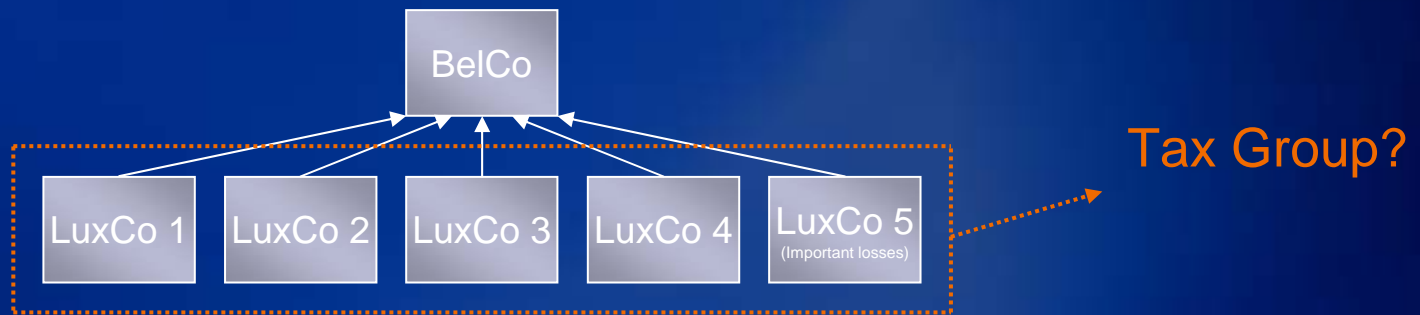 BelCo
Tax Group?
LuxCo 1
LuxCo 2
LuxCo 3
LuxCo 4
LuxCo 5
(Important losses)